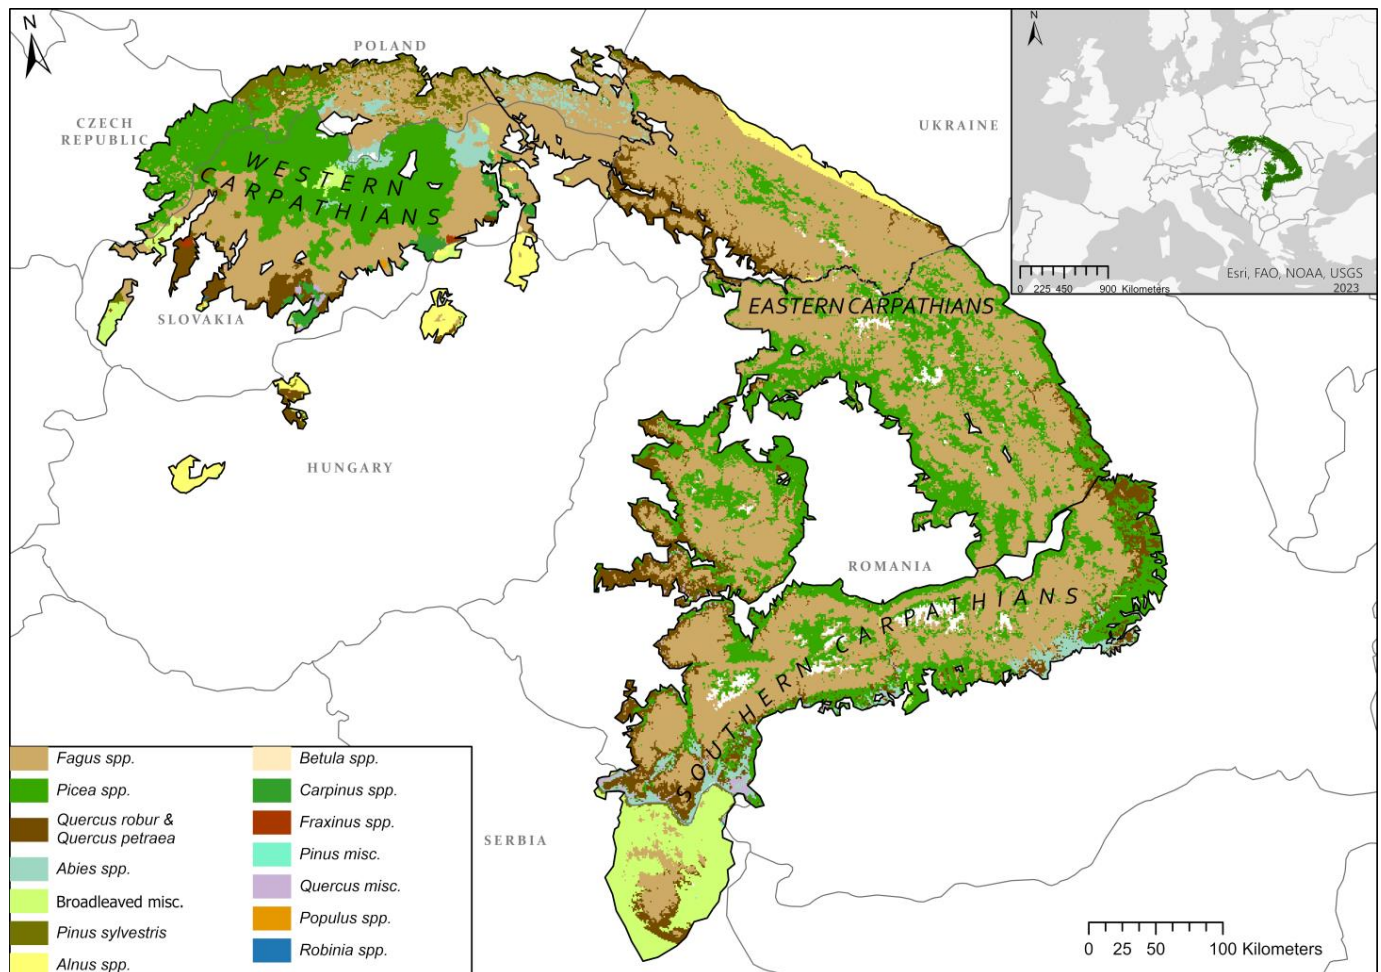 N
POLAND
CZECH
REPUBLIC
UKRAINE
WESTERN
CARPATHIANS
SLOVAKIA
EASTERN CARPATHIANS
HUNGARY
ROMANIA
SOUTHERN CARPATHIANS
SERBIA
N
0 225 450 900 Kilometers
Esri, FAO, NOAA, USGS
2023
Fagus spp.
Picea spp.
Quercus robur &
Quercus petraea
Abies spp.
Broadleaved misc.
Pinus sylvestris
Alnus spp.
Betula spp.
Carpinus spp.
Fraxinus spp.
Pinus misc.
Quercus misc.
Populus spp.
Robinia spp.
0 25 50 100 Kilometers